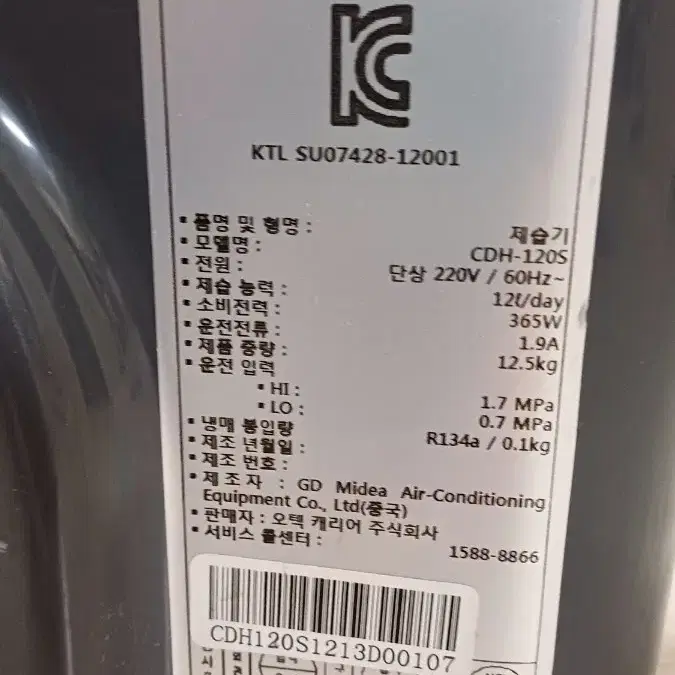 KC
KTL SU07428-12001
▪ 품명 및 형명 : 제습기
▪ 모델명 : CDH-120S
▪ 전원 : 단상 220V / 60Hz~
▪ 제습 능력 : 12ℓ/day
▪ 소비전력 : 365W
▪ 운전전류 : 1.9A
▪ 제품 중량 : 12.5kg
▪ 운전 입력
▪ HI : 1.7 MPa
▪ LO : 0.7 MPa
▪ 냉매 봉입량 R134a / 0.1kg
▪ 제조 년월일 :
▪ 제조 번호 :
▪ 제 조 자 : GD Midea Air-Conditioning
Equipment Co., Ltd(중국)
▪ 판매자 : 오텍 캐리어 주식회사
▪ 서비스 콜센터 : 1588-8866
CDH120S1213D00107